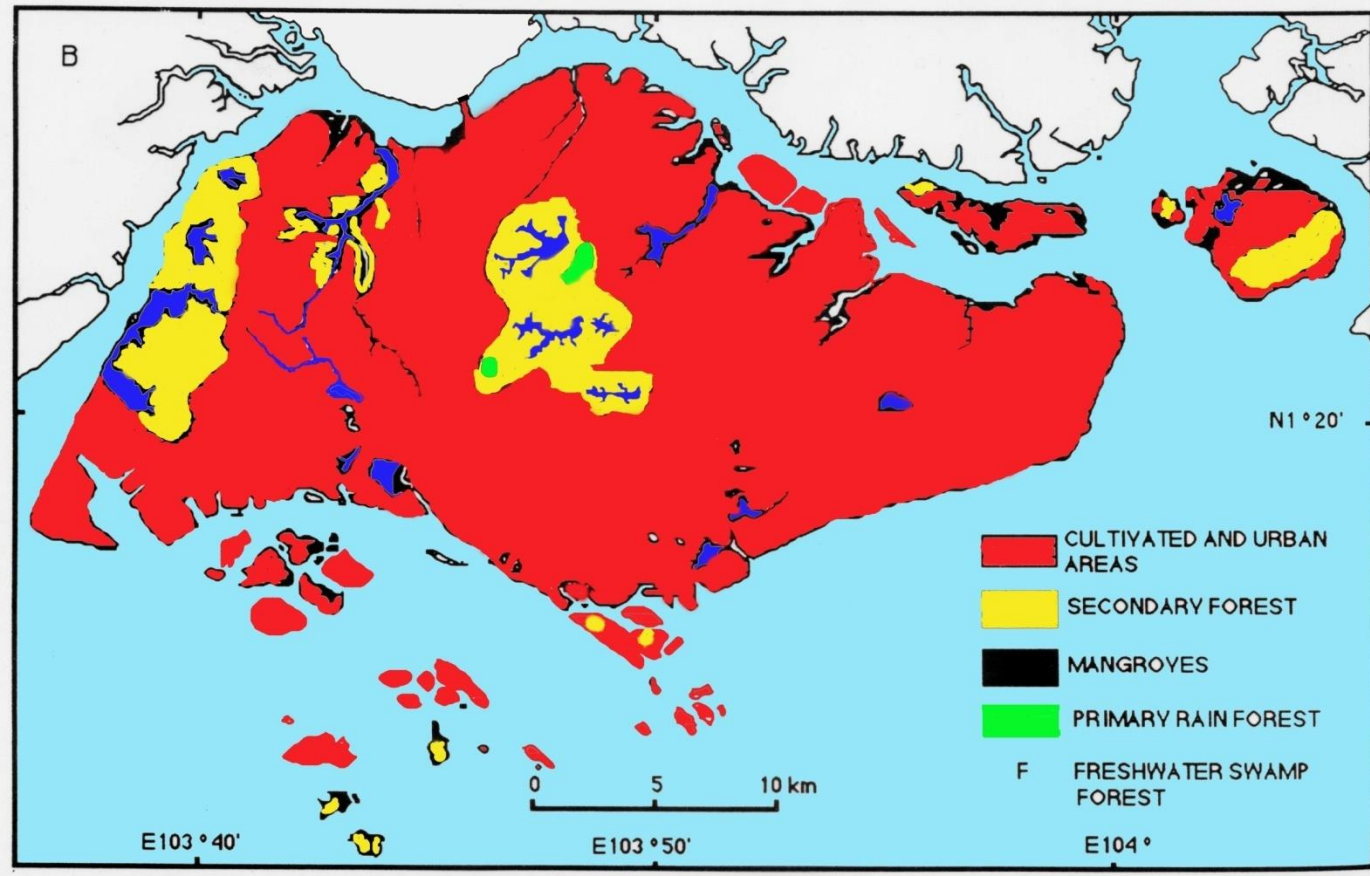 B
N1°20'
CULTIVATED AND URBAN
AREAS
SECONDARY FOREST
MANGROYES
PRIMARY RAIN FOREST
F FRESHWATER SWAMP
FOREST
0 5 10 km
E103°40' E103°50' E104°